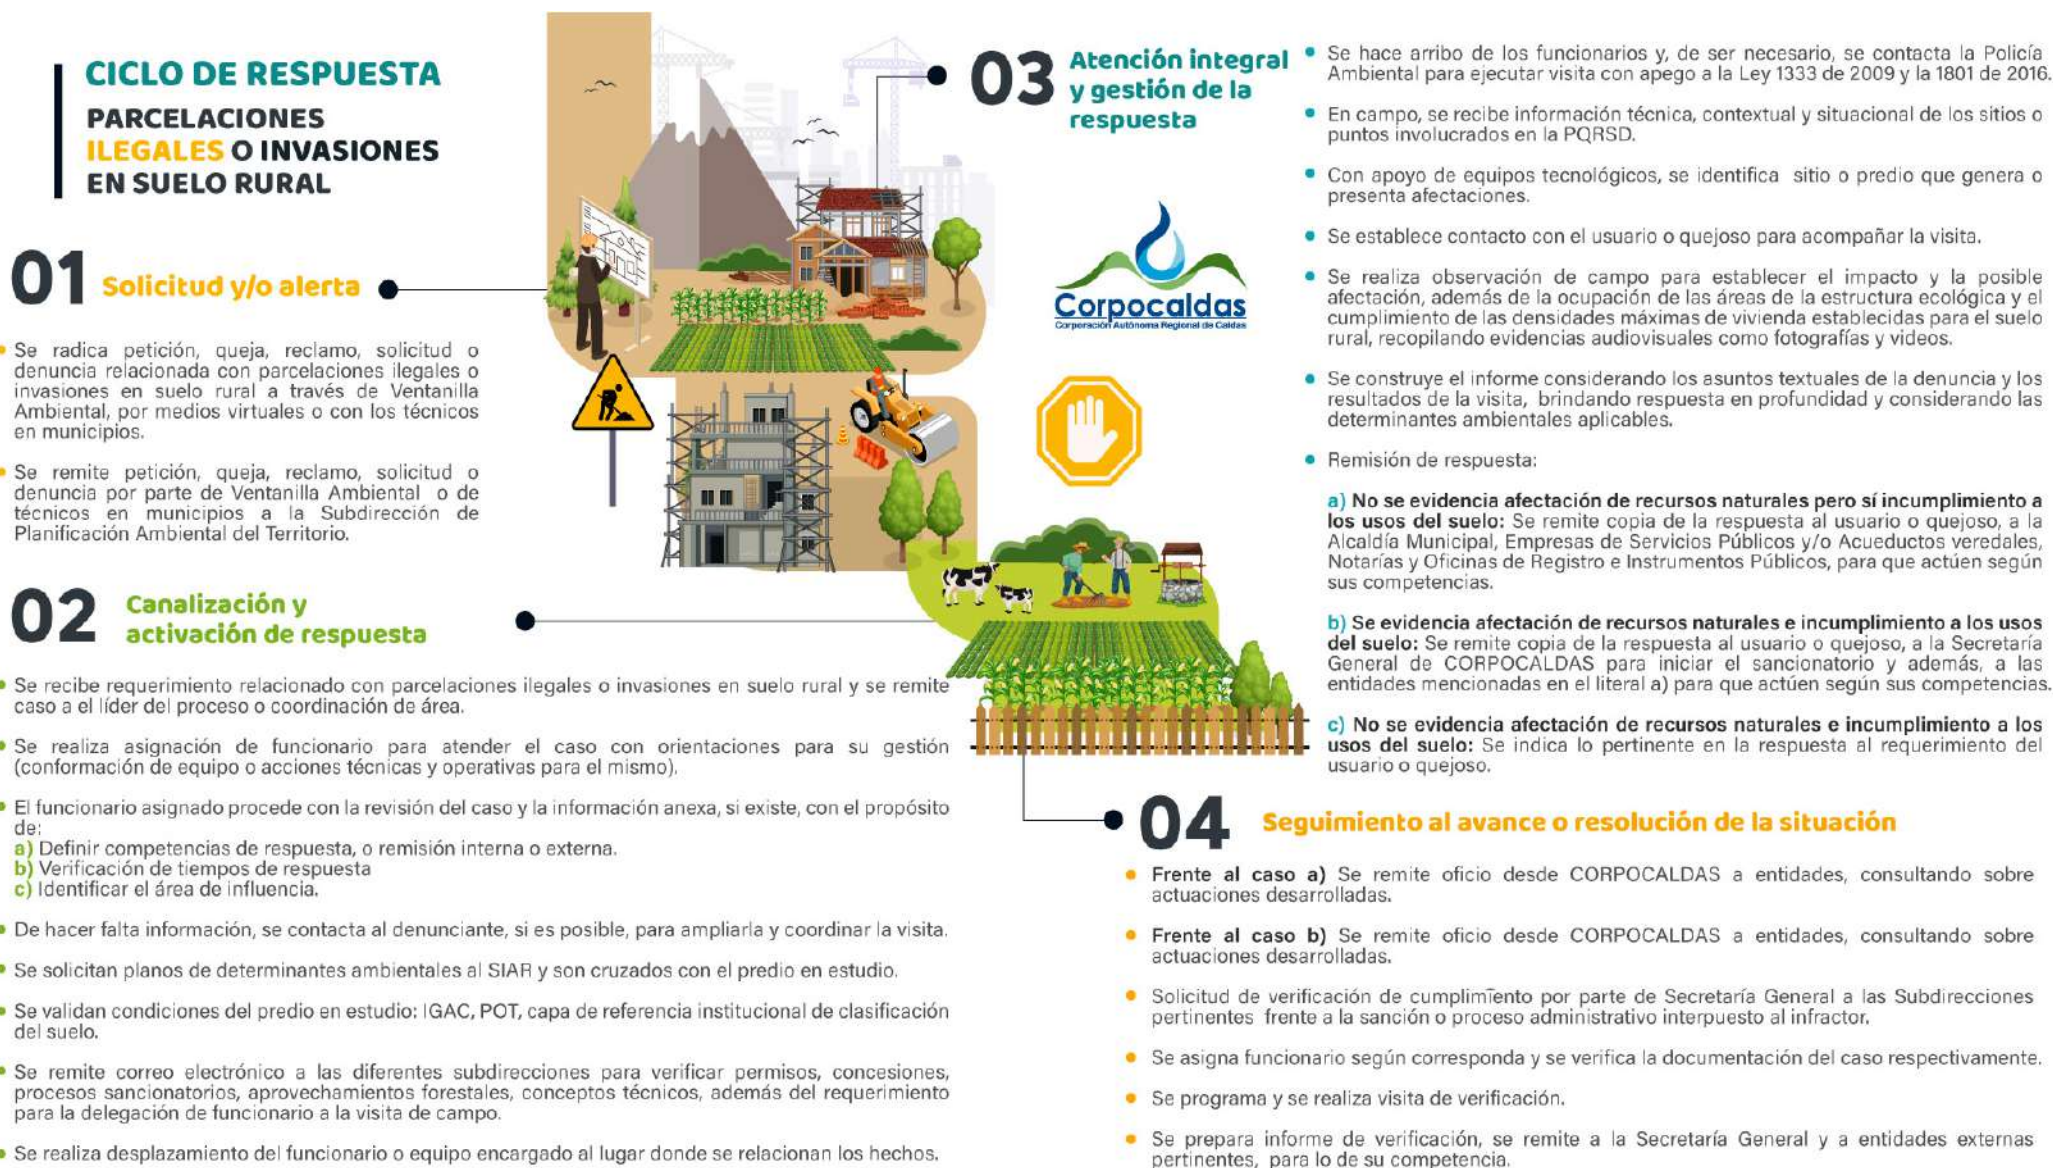 CICLO DE RESPUESTA
PARCELACIONES
ILEGALES O INVASIONES
EN SUELO RURAL
01 Solicitud y/o alerta
Se radica petición, queja, reclamo, solicitud o
denuncia relacionada con parcelaciones ilegales o
invasiones en suelo rural a través de Ventanilla
Ambiental, por medios virtuales o con los técnicos
en municipios.
Se remite petición, queja, reclamo, solicitud o
denuncia por parte de Ventanilla Ambiental o de
técnicos en municipios a la Subdirección de
Planificación Ambiental del Territorio.
02 Canalización y
activación de respuesta
Se recibe requerimiento relacionado con parcelaciones ilegales o invasiones en suelo rural y se remite
caso a el líder del proceso o coordinación de área.
Se realiza asignación de funcionario para atender el caso con orientaciones para su gestión
(conformación de equipo o acciones técnicas y operativas para el mismo).
El funcionario asignado procede con la revisión del caso y la información anexa, si existe, con el propósito
de:
a) Definir competencias de respuesta, o remisión interna o externa.
b) Verificación de tiempos de respuesta
c) Identificar el área de influencia.
De hacer falta información, se contacta al denunciante, si es posible, para ampliarla y coordinar la visita.
Se solicitan planos de determinantes ambientales al SIAR y son cruzados con el predio en estudio.
Se validan condiciones del predio en estudio: IGAC, POT, capa de referencia institucional de clasificación
del suelo.
Se remite correo electrónico a las diferentes subdirecciones para verificar permisos, concesiones,
procesos sancionatorios, aprovechamientos forestales, conceptos técnicos, además del requerimiento
para la delegación de funcionario a la visita de campo.
Se realiza desplazamiento del funcionario o equipo encargado al lugar donde se relacionan los hechos.
03 Atención integral
y gestión de la
respuesta
Corpocaldas
Corporación Autónoma Regional de Caldas
Se hace arribo de los funcionarios y, de ser necesario, se contacta la Policía
Ambiental para ejecutar visita con apego a la Ley 1333 de 2009 y la 1801 de 2016.
En campo, se recibe información técnica, contextual y situacional de los sitios o
puntos involucrados en la PQRSD.
Con apoyo de equipos tecnológicos, se identifica sitio o predio que genera o
presenta afectaciones.
Se establece contacto con el usuario o quejoso para acompañar la visita.
Se realiza observación de campo para establecer el impacto y la posible
afectación, además de la ocupación de las áreas de la estructura ecológica y el
cumplimiento de las densidades máximas de vivienda establecidas para el suelo
rural, recopilando evidencias audiovisuales como fotografías y videos.
Se construye el informe considerando los asuntos textuales de la denuncia y los
resultados de la visita, brindando respuesta en profundidad y considerando las
determinantes ambientales aplicables.
Remisión de respuesta:
a) No se evidencia afectación de recursos naturales pero sí incumplimiento a
los usos del suelo: Se remite copia de la respuesta al usuario o quejoso, a la
Alcaldía Municipal, Empresas de Servicios Públicos y/o Acueductos veredales,
Notarías y Oficinas de Registro e Instrumentos Públicos, para que actúen según
sus competencias.
b) Se evidencia afectación de recursos naturales e incumplimiento a los usos
del suelo: Se remite copia de la respuesta al usuario o quejoso, a la Secretaría
General de CORPOCALDAS para iniciar el sancionatorio y además, a las
entidades mencionadas en el literal a) para que actúen según sus competencias.
c) No se evidencia afectación de recursos naturales e incumplimiento a los
usos del suelo: Se indica lo pertinente en la respuesta al requerimiento del
usuario o quejoso.
04 Seguimiento al avance o resolución de la situación
Frente al caso a) Se remite oficio desde CORPOCALDAS a entidades, consultando sobre
actuaciones desarrolladas.
Frente al caso b) Se remite oficio desde CORPOCALDAS a entidades, consultando sobre
actuaciones desarrolladas.
Solicitud de verificación de cumplimiento por parte de Secretaría General a las Subdirecciones
pertinentes frente a la sanción o proceso administrativo interpuesto al infractor.
Se asigna funcionario según corresponda y se verifica la documentación del caso respectivamente.
Se programa y se realiza visita de verificación.
Se prepara informe de verificación, se remite a la Secretaría General y a entidades externas
pertinentes, para lo de su competencia.